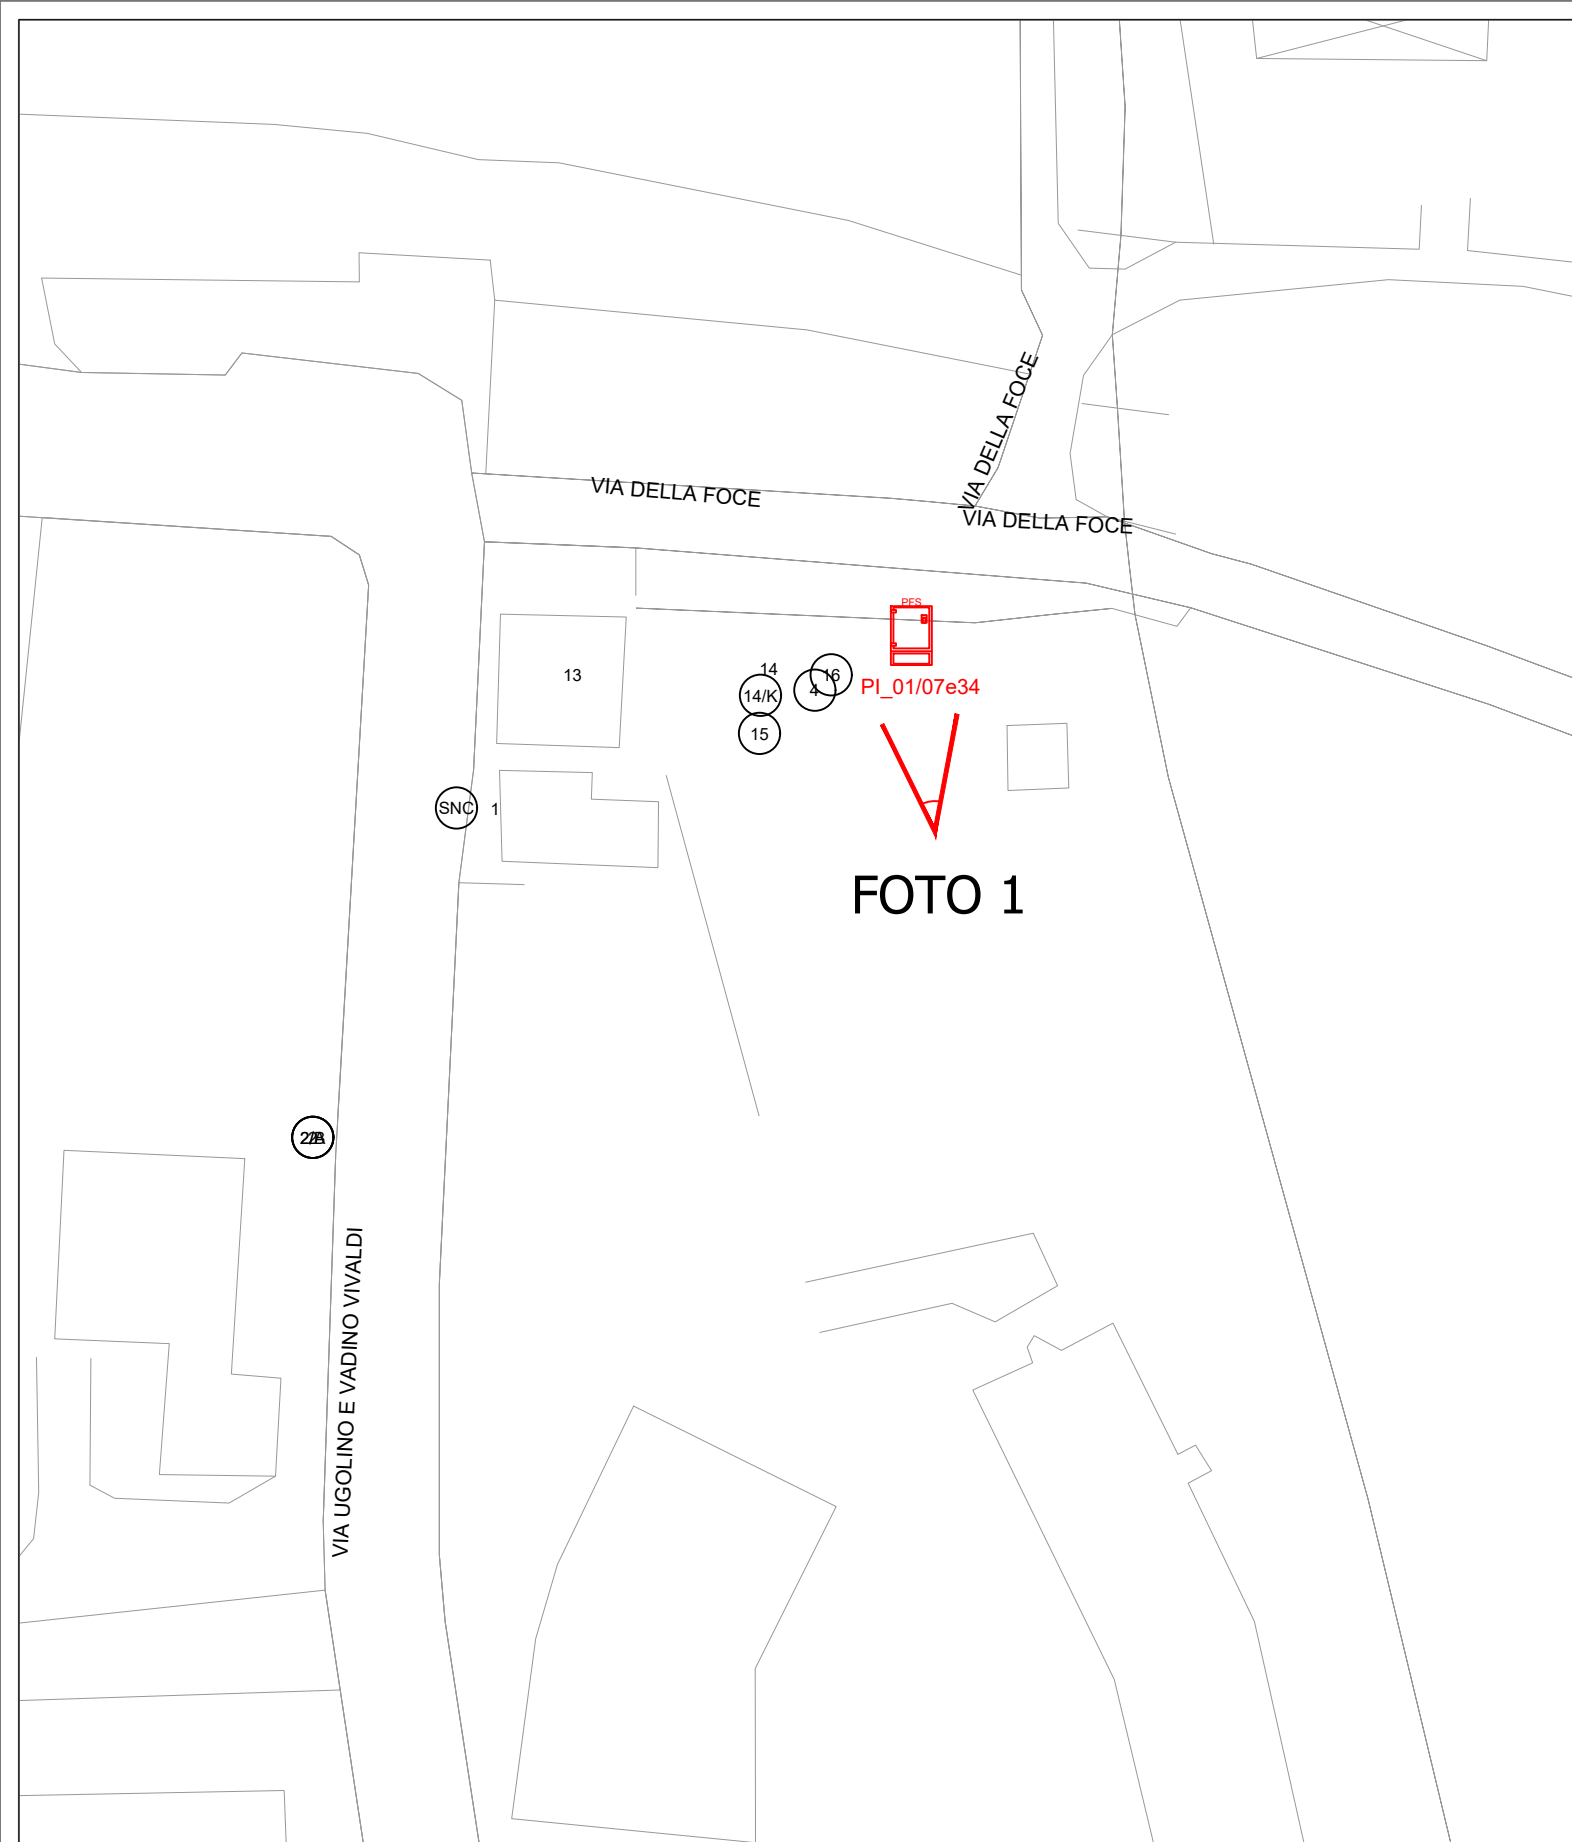 VIA DELLA FOCE
VIA DELLA FOCE
VIA DELLA FOCE
PFS
13
14
16
4
14/K
PI_01/07e34
15
SNC
1
FOTO 1
VIA UGOLINO E VADINO VIVALDI